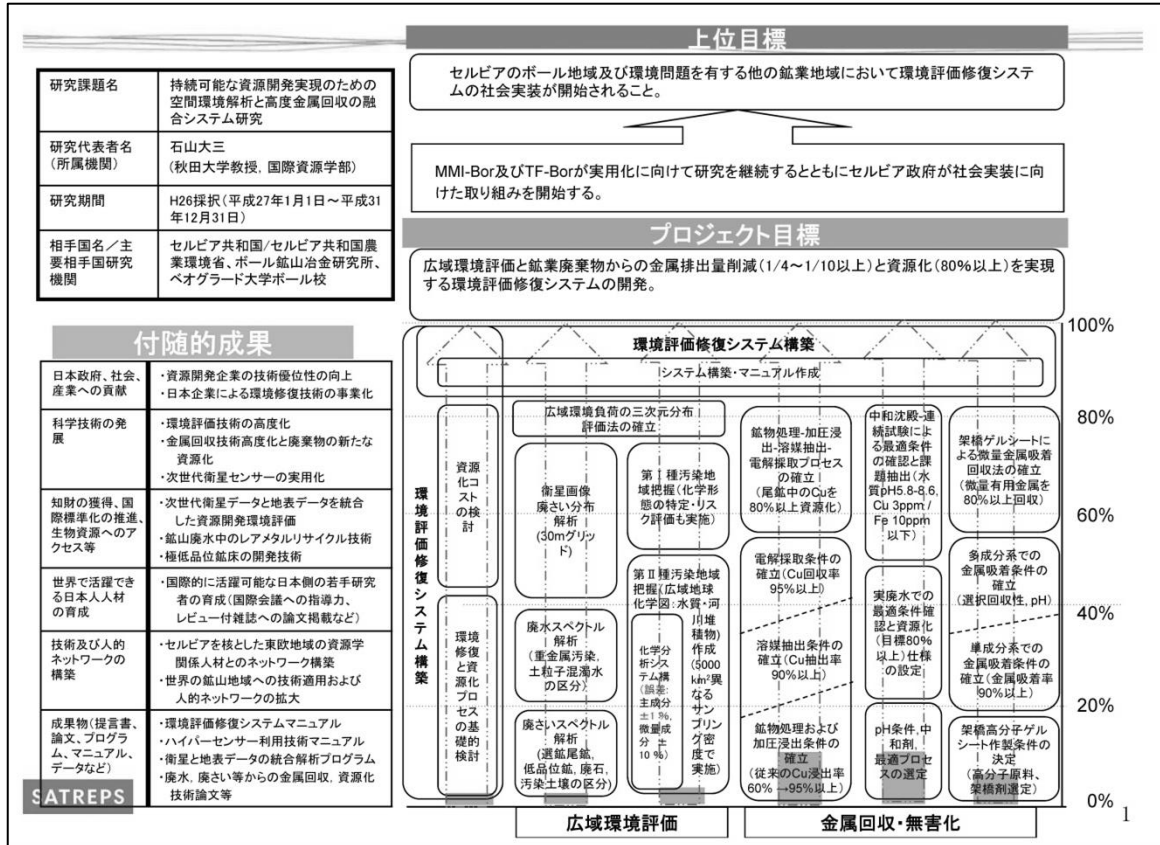 上位目標
セルビアのボール地域及び環境問題を有する他の鉱業地域において環境評価修復システ
ムの社会実装が開始されること。
MMI-Bor及びTF-Borが実用化に向けて研究を継続するとともにセルビア政府が社会実装に向
けた取り組みを開始する。
プロジェクト目標
広域環境評価と鉱業廃棄物からの金属排出量削減(1/4～1/10以上)と資源化(80%以上)を実現
する環境評価修復システムの開発。
研究課題名
持続可能な資源開発実現のための
空間環境解析と高度金属回収の融
合システム研究
研究代表者名
(所属機関)
石山大三
(秋田大学教授, 国際資源学部)
研究期間
H26採択(平成27年1月1日～平成31
年12月31日)
相手国名／主
要相手国研究
機関
セルビア共和国/セルビア共和国農
業環境省、ボール鉱山冶金研究所、
ベオグラード大学ボール校
付随的成果
日本政府、社会、
産業への貢献
・資源開発企業の技術優位性の向上
・日本企業による環境修復技術の事業化
科学技術の発
展
・環境評価技術の高度化
・金属回収技術高度化と廃棄物の新たな
資源化
・次世代衛星センサーの実用化
知財の獲得、国
際標準化の推進、
生物資源への
アクセス等
・次世代衛星データと地表データを統合
した資源開発環境評価
・鉱山廃水中のレアメタルリサイクル技術
・極低品位鉱床の開発技術
世界で活躍でき
る日本人人材
の育成
・国際的に活躍可能な日本側の若手研究
者の育成(国際会議への指導力、
レビュー付雑誌への論文掲載など)
技術及び人的
ネットワークの
構築
・セルビアを核とした東欧地域の資源学
関係人材とのネットワーク構築
・世界の鉱山地域への技術適用および
人的ネットワークの拡大
成果物(提言書、
論文、プログラ
ム、マニュアル、
データなど)
・環境評価修復システムマニュアル
・ハイパーセンサー利用技術マニュアル
・衛星と地表データの統合解析プログラム
・廃水、廃さい等からの金属回収, 資源化
技術論文等
SATREPS
環境評価修復システム構築
システム構築・マニュアル作成
環境評価修復システム構築
資源化コストの検討
環境修復と資源化プロセスの基礎的検討
広域環境負荷の三次元分布
評価法の確立
衛星画像
廃さい分布
解析
(30mグリッ
ド)
廃水スペクトル
解析
(重金属汚染,
土粒子混濁水
の区分)
廃さいスペクトル
解析
(選鉱尾鉱,
低品位鉱, 廃石,
汚染土壌の区分)
第Ⅰ種汚染地
域把握(化学形
態の特定・リス
ク評価も実施)
第Ⅱ種汚染地域
把握(広域地球
化学図:水質・河
川堆
積物)
作成
(5000
km²異
なるサ
ンプリ
ング密
度で
実施)
化学分
析シス
テム構
(誤差:
主成分
±1%,
微量成
分 ±
10 %)
鉱物処理-加圧浸
出-溶媒抽出-
電解採取プロセス
の確立
(尾鉱中のCuを
80%以上資源化)
電解採取条件の
確立(Cu回収率
95%以上)
溶媒抽出条件の
確立(Cu抽出率
90%以上)
鉱物処理および
加圧浸出条件の
確立
(従来のCu浸出率
60% →95%以上)
中和沈殿-連
続試験による
最適条件の
確認と課
題抽出(水
質pH5.8-8.6,
Cu 3ppm /
Fe 10ppm
以下)
実廃水での
最適条件確
認と資源化
(目標80%
以上)仕様
の設定
pH条件, 中
和剤,
最適プロセ
スの選定
架橋ゲルシートに
よる微量金属吸着
回収法の確立
(微量有用金属を
80%以上回収)
多成分系での
金属吸着条件の
確立
(選択回収性, pH)
単成分系での
金属吸着条件の
確立(金属吸着率
90%以上)
架橋高分子ゲ
ルシート作製条件の
決定
(高分子原料、
架橋剤選定)
100%
80%
60%
40%
20%
0%
広域環境評価
金属回収・無害化
1